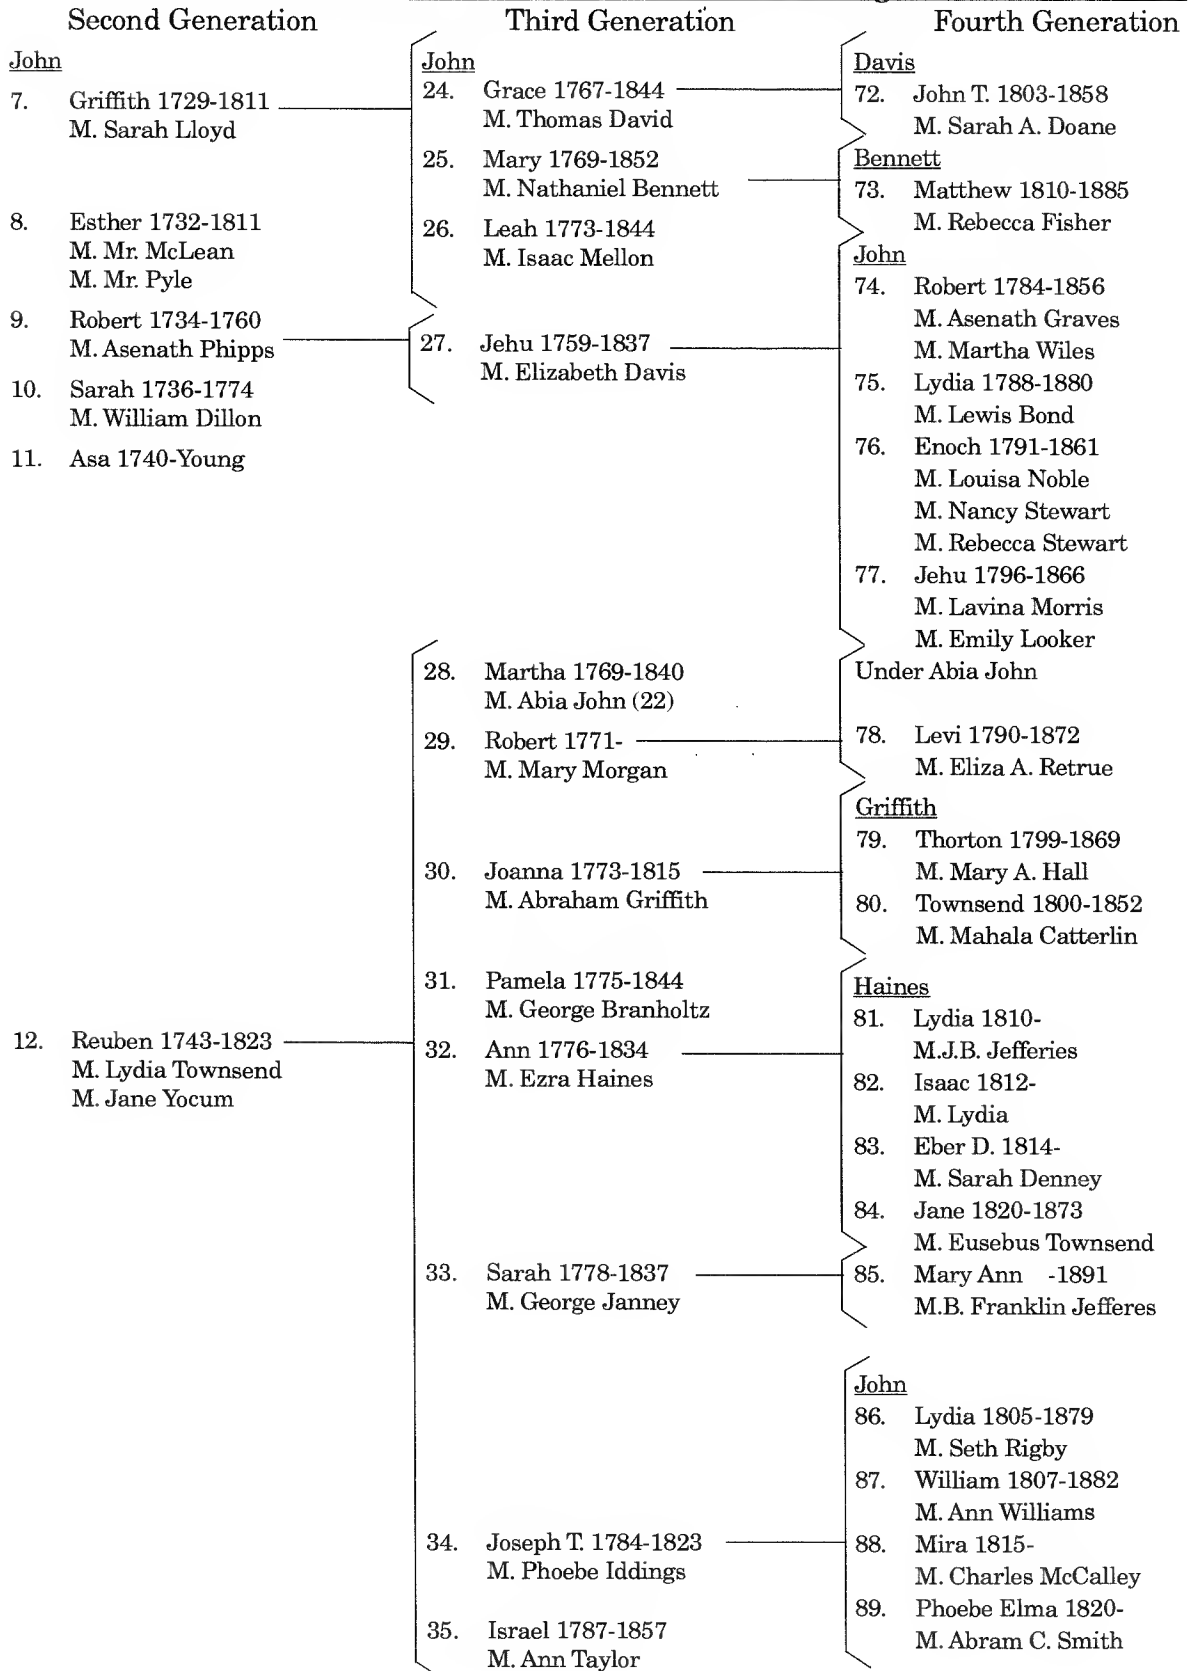 Second Generation
John
7. Griffith 1729-1811
M. Sarah Lloyd
8. Esther 1732-1811
M. Mr. McLean
M. Mr. Pyle
9. Robert 1734-1760
M. Asenath Phipps
10. Sarah 1736-1774
M. William Dillon
11. Asa 1740-Young
12. Reuben 1743-1823
M. Lydia Townsend
M. Jane Yocum
Third Generation
John
24. Grace 1767-1844
M. Thomas David
25. Mary 1769-1852
M. Nathaniel Bennett
26. Leah 1773-1844
M. Isaac Mellon
27. Jehu 1759-1837
M. Elizabeth Davis
28. Martha 1769-1840
M. Abia John (22)
29. Robert 1771-
M. Mary Morgan
30. Joanna 1773-1815
M. Abraham Griffith
31. Pamela 1775-1844
M. George Branholtz
32. Ann 1776-1834
M. Ezra Haines
33. Sarah 1778-1837
M. George Janney
34. Joseph T. 1784-1823
M. Phoebe Iddings
35. Israel 1787-1857
M. Ann Taylor
Fourth Generation
Davis
72. John T. 1803-1858
M. Sarah A. Doane
Bennett
73. Matthew 1810-1885
M. Rebecca Fisher
John
74. Robert 1784-1856
M. Asenath Graves
M. Martha Wiles
75. Lydia 1788-1880
M. Lewis Bond
76. Enoch 1791-1861
M. Louisa Noble
M. Nancy Stewart
M. Rebecca Stewart
77. Jehu 1796-1866
M. Lavina Morris
M. Emily Looker
Under Abia John
78. Levi 1790-1872
M. Eliza A. Retrue
Griffith
79. Thorton 1799-1869
M. Mary A. Hall
80. Townsend 1800-1852
M. Mahala Catterlin
Haines
81. Lydia 1810-
M.J.B. Jefferies
82. Isaac 1812-
M. Lydia
83. Eber D. 1814-
M. Sarah Denney
84. Jane 1820-1873
M. Eusebus Townsend
85. Mary Ann -1891
M.B. Franklin Jefferes
John
86. Lydia 1805-1879
M. Seth Rigby
87. William 1807-1882
M. Ann Williams
88. Mira 1815-
M. Charles McCalley
89. Phoebe Elma 1820-
M. Abram C. Smith